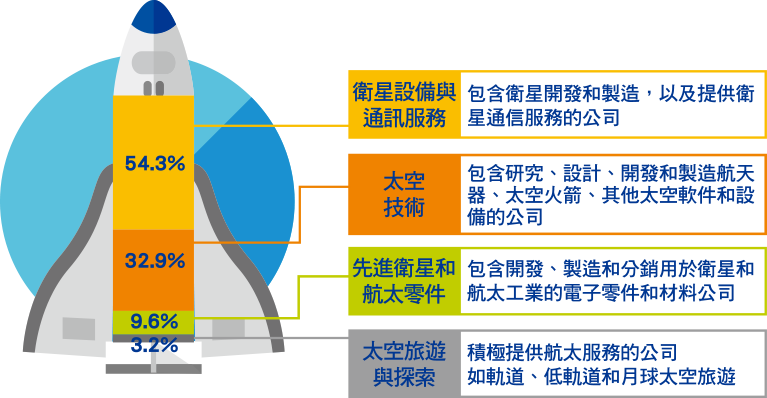 54.3%
32.9%
9.6%
3.2%
衛星設備與
通訊服務
包含衛星開發和製造，以及提供衛
星通信服務的公司
太空
技術
包含研究、設計、開發和製造航天
器、太空火箭、其他太空軟件和設
備的公司
先進衛星和
航太零件
包含開發、製造和分銷用於衛星和
航太工業的電子零件和材料公司
太空旅遊
與探索
積極提供航太服務的公司
如軌道、低軌道和月球太空旅遊